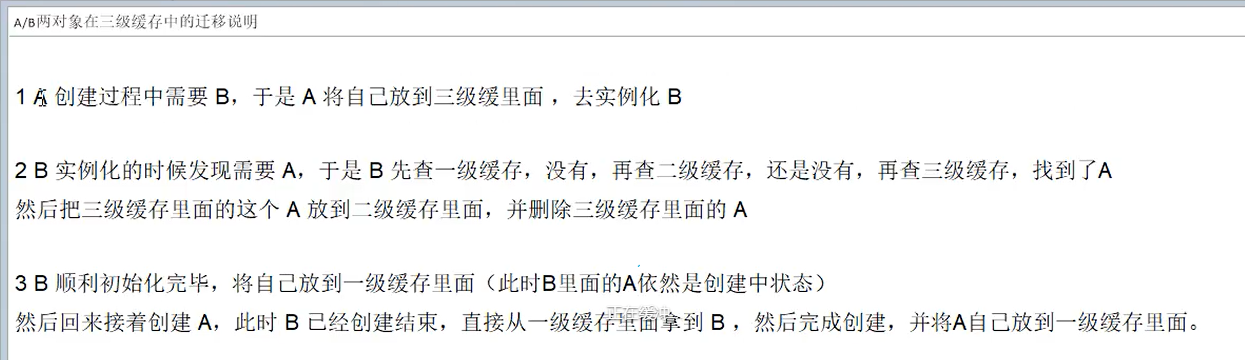 A/B两对象在三级缓存中的迁移说明
1 A 创建过程中需要 B，于是 A 将自己放到三级缓里面 ，去实例化 B
2 B 实例化的时候发现需要 A，于是 B 先查一级缓存，没有，再查二级缓存，还是没有，再查三级缓存，找到了A
然后把三级缓存里面的这个 A 放到二级缓存里面，并删除三级缓存里面的 A
3 B 顺利初始化完毕，将自己放到一级缓存里面（此时B里面的A依然是创建中状态）
正在缓冲
然后回来接着创建 A，此时 B 已经创建结束，直接从一级缓存里面拿到 B ，然后完成创建，并将A自己放到一级缓存里面。